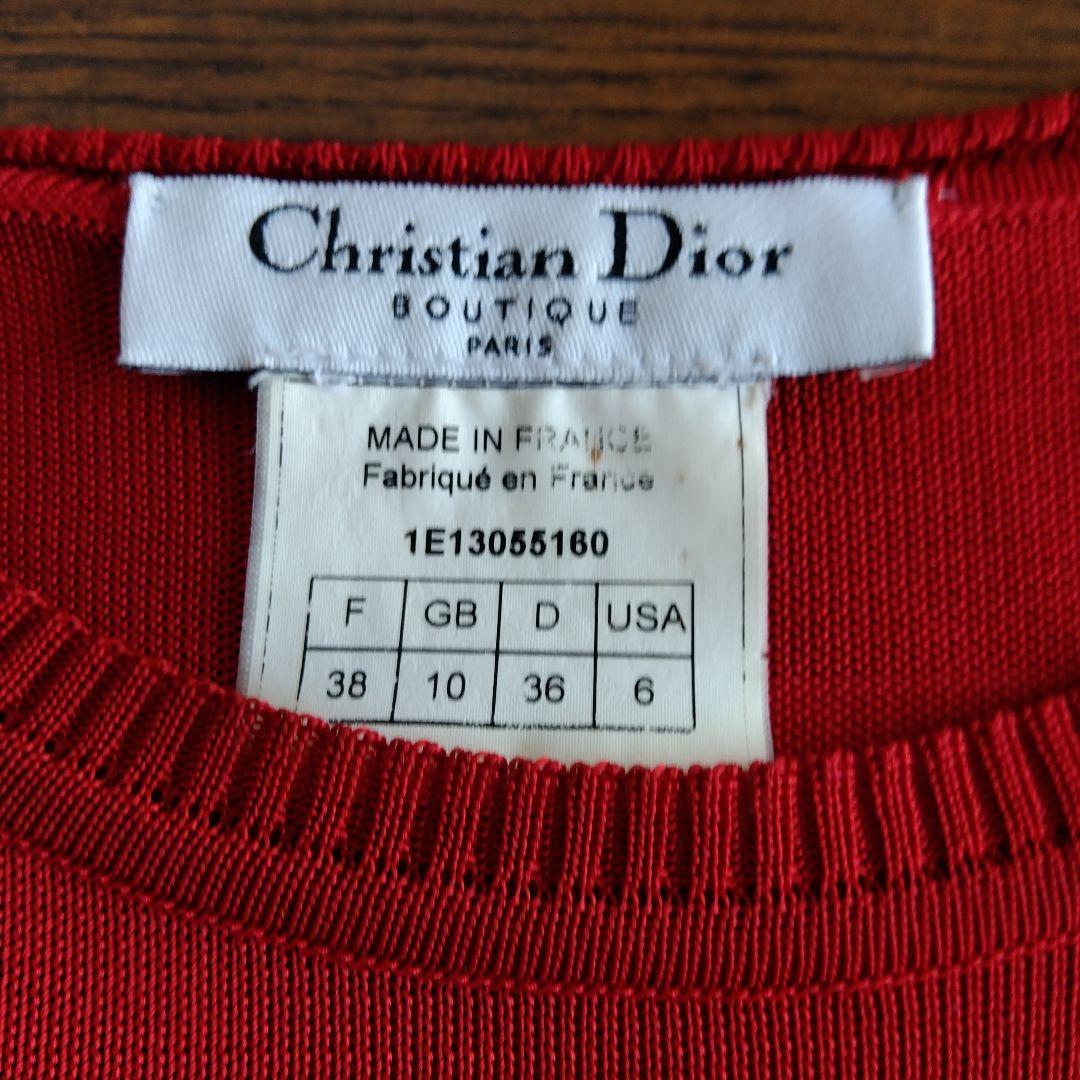 Christian Dior
BOUTIQUE
PARIS
MADE IN FRANCE
Fabriqué en France
1E13055160
F GB D USA
38 10 36 6